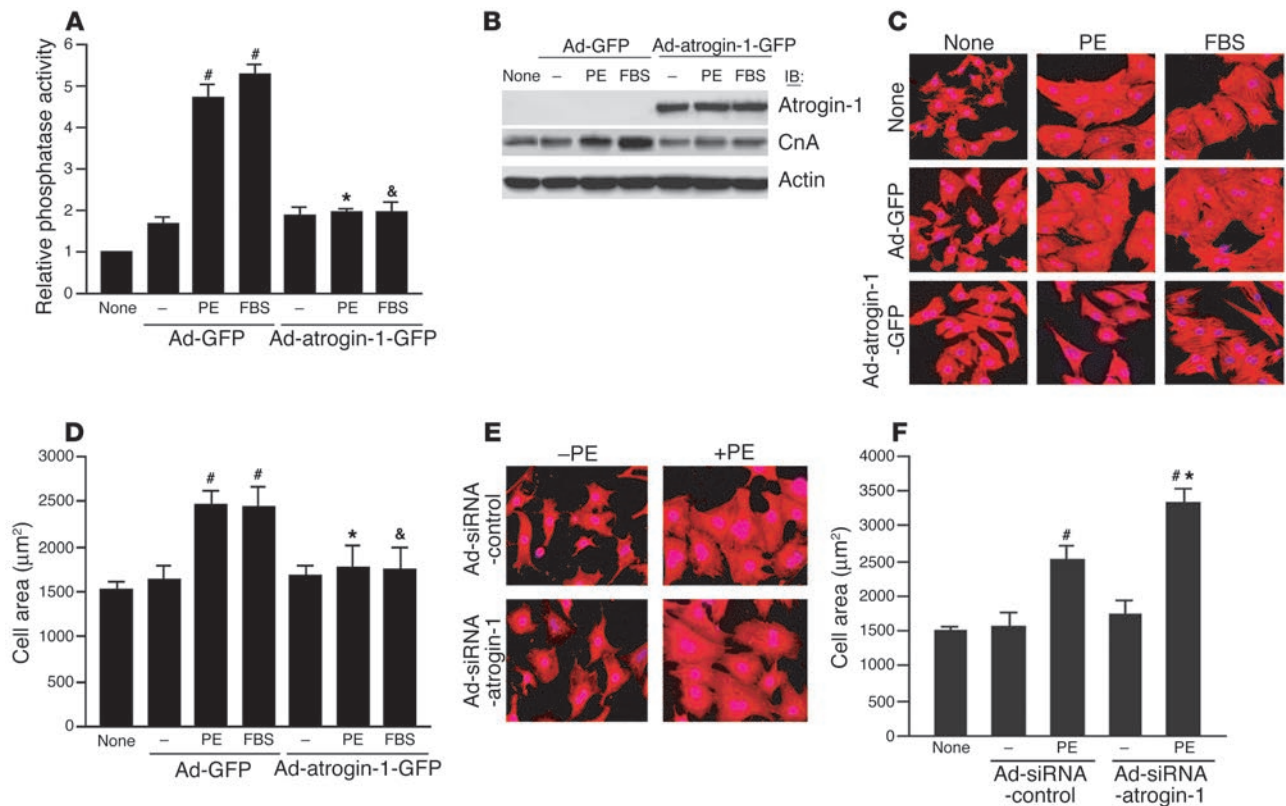 A
Relative phosphatase activity
6
5
4
3
2
1
0
#
#
*
&
None – PE FBS – PE FBS
Ad-GFP Ad-atrogin-1-GFP
B
Ad-GFP Ad-atrogin-1-GFP
None – PE FBS – PE FBS IB:
Atrogin-1
CnA
Actin
C
None PE FBS
None
Ad-GFP
Ad-atrogin-1
-GFP
D
Cell area (μm²)
3000
2500
2000
1500
1000
500
0
#
#
*
&
None – PE FBS – PE FBS
Ad-GFP Ad-atrogin-1-GFP
E
–PE +PE
Ad-siRNA
-control
Ad-siRNA
-atrogin-1
F
Cell area (μm²)
4000
3500
3000
2500
2000
1500
1000
500
0
#
# *
None – PE – PE
Ad-siRNA Ad-siRNA
-control -atrogin-1